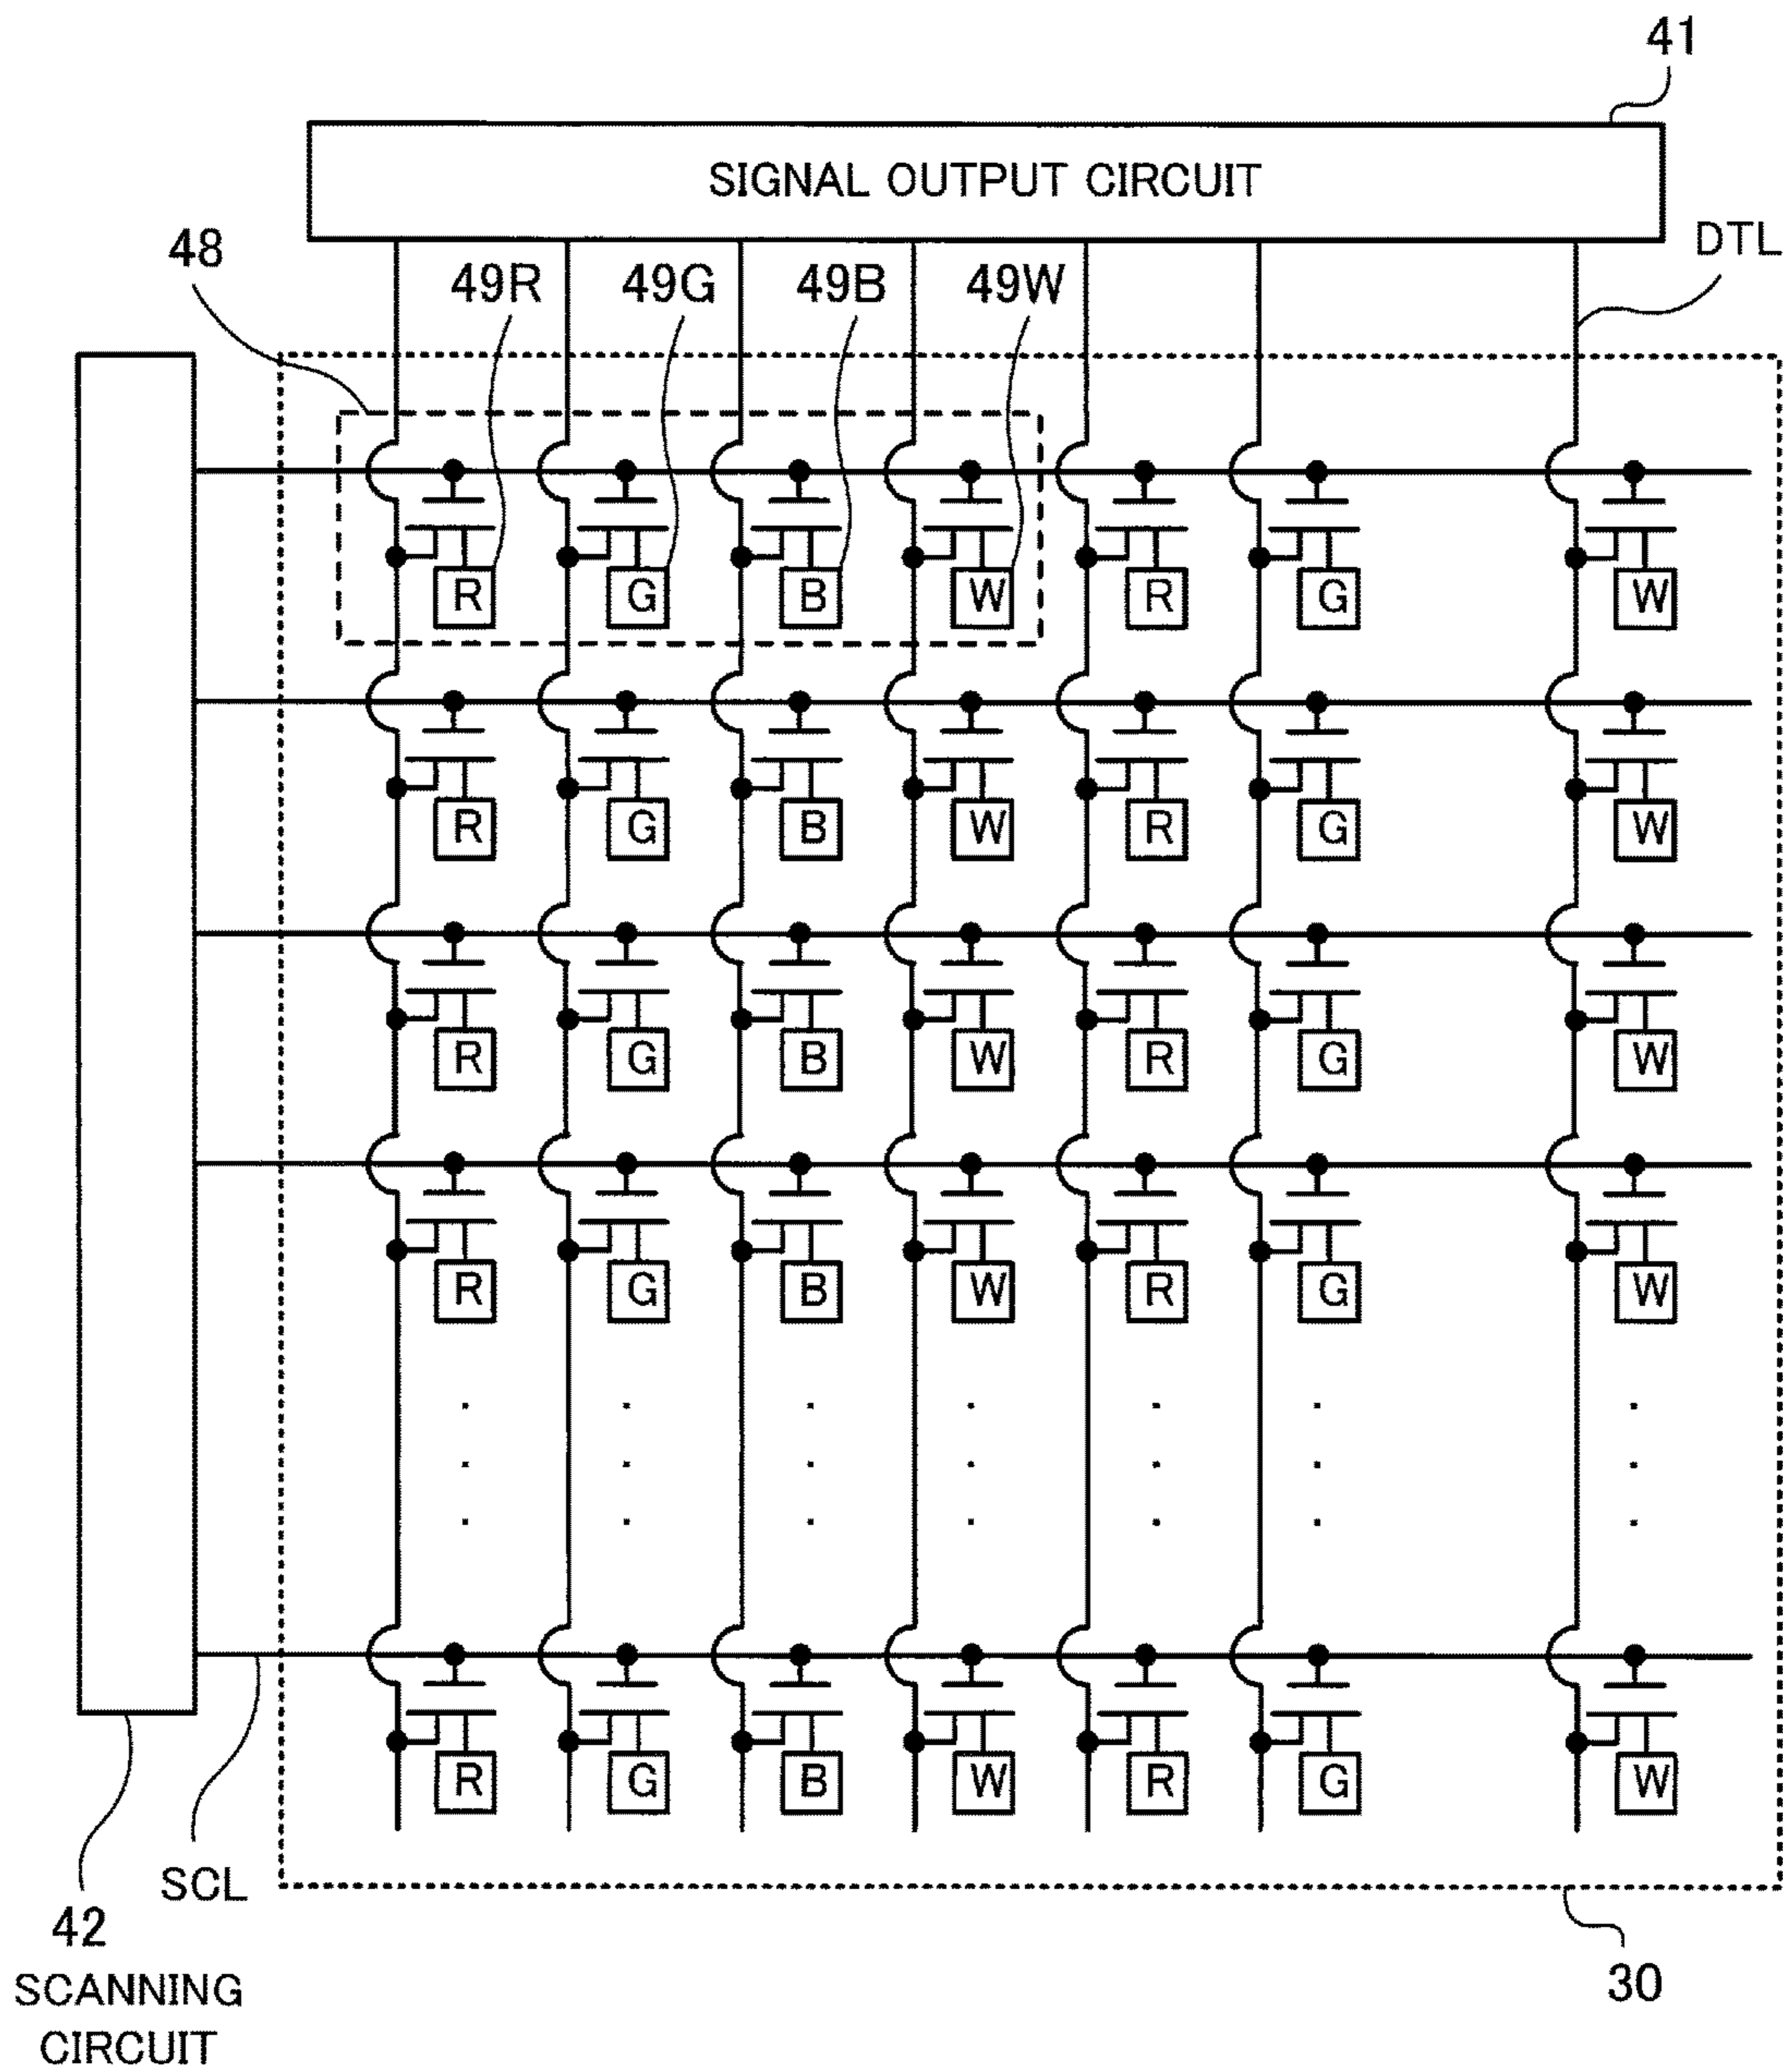 41
SIGNAL OUTPUT CIRCUIT
48
49R 49G 49B 49W
DTL
R G B W R G W
R G B W R G W
R G B W R G W
R G B W R G W
R G B W R G W
SCL
42
SCANNING
CIRCUIT
30